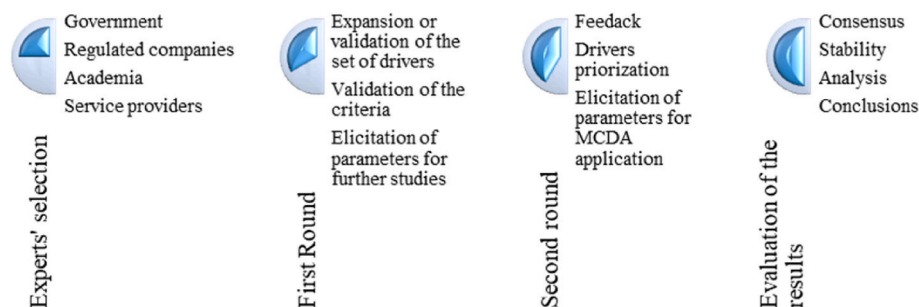 Government
Regulated companies
Academia
Service providers
Experts' selection
Expansion or
validation of the
set of drivers
Validation of the
criteria
Elicitation of
parameters for
further studies
First Round
Feedack
Drivers
priorization
Elicitation of
parameters for
MCDA
application
Second round
Consensus
Stability
Analysis
Conclusions
Evaluation of the
results